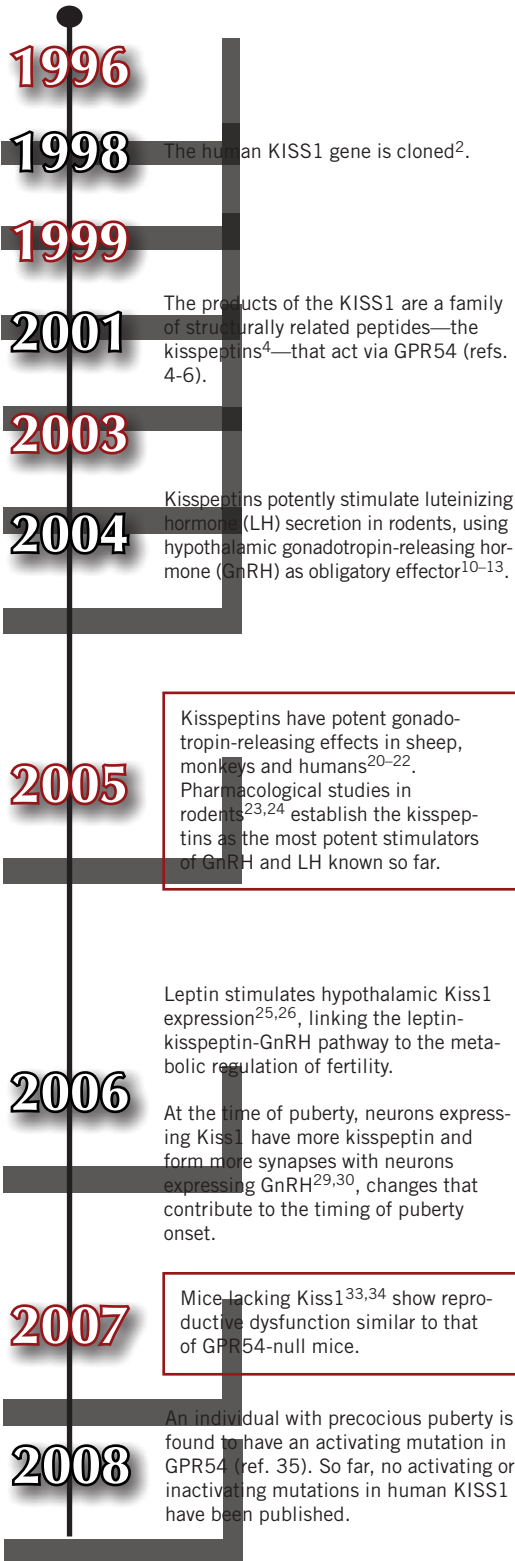 1996
1998
The human KISS1 gene is cloned2.
1999
2001
The products of the KISS1 are a family
of structurally related peptides—the
kisspeptins4—that act via GPR54 (refs.
4-6).
2003
2004
Kisspeptins potently stimulate luteinizing
hormone (LH) secretion in rodents, using
hypothalamic gonadotropin-releasing hor-
mone (GnRH) as obligatory effector10–13.
2005
Kisspeptins have potent gonado-
tropin-releasing effects in sheep,
monkeys and humans20–22.
Pharmacological studies in
rodents23,24 establish the kisspep-
tins as the most potent stimulators
of GnRH and LH known so far.
2006
Leptin stimulates hypothalamic Kiss1
expression25,26, linking the leptin-
kisspeptin-GnRH pathway to the meta-
bolic regulation of fertility.
At the time of puberty, neurons express-
ing Kiss1 have more kisspeptin and
form more synapses with neurons
expressing GnRH29,30, changes that
contribute to the timing of puberty
onset.
2007
Mice lacking Kiss133,34 show repro-
ductive dysfunction similar to that
of GPR54-null mice.
2008
An individual with precocious puberty is
found to have an activating mutation in
GPR54 (ref. 35). So far, no activating or
inactivating mutations in human KISS1
have been published.